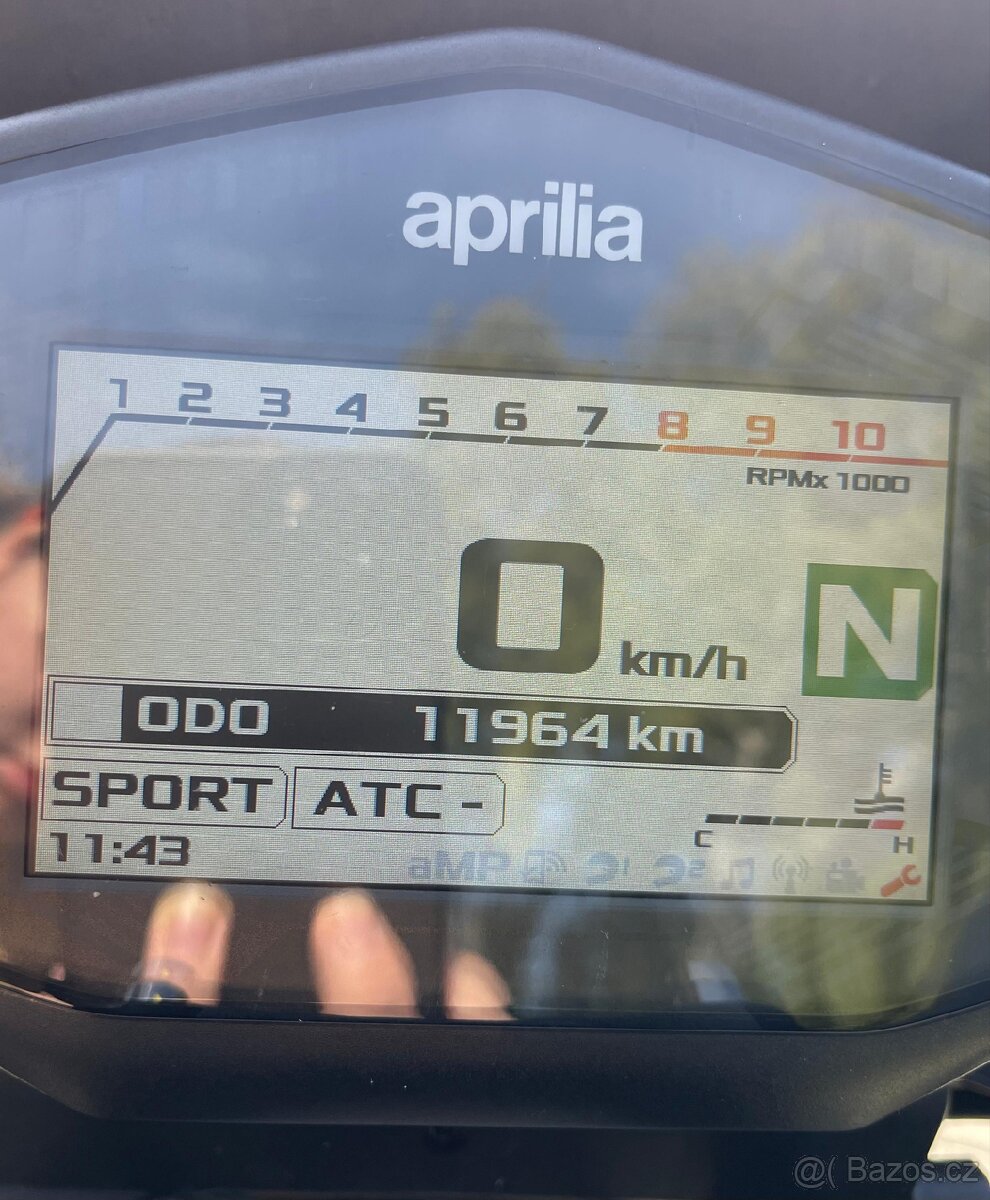 aprilia
1 2 3 4 5 6 7 8 9 10
RPMx 1000
0 km/h
N
ODO 11964 km
SPORT ATC -
C H
11:43
aMP
@( Bazos.cz